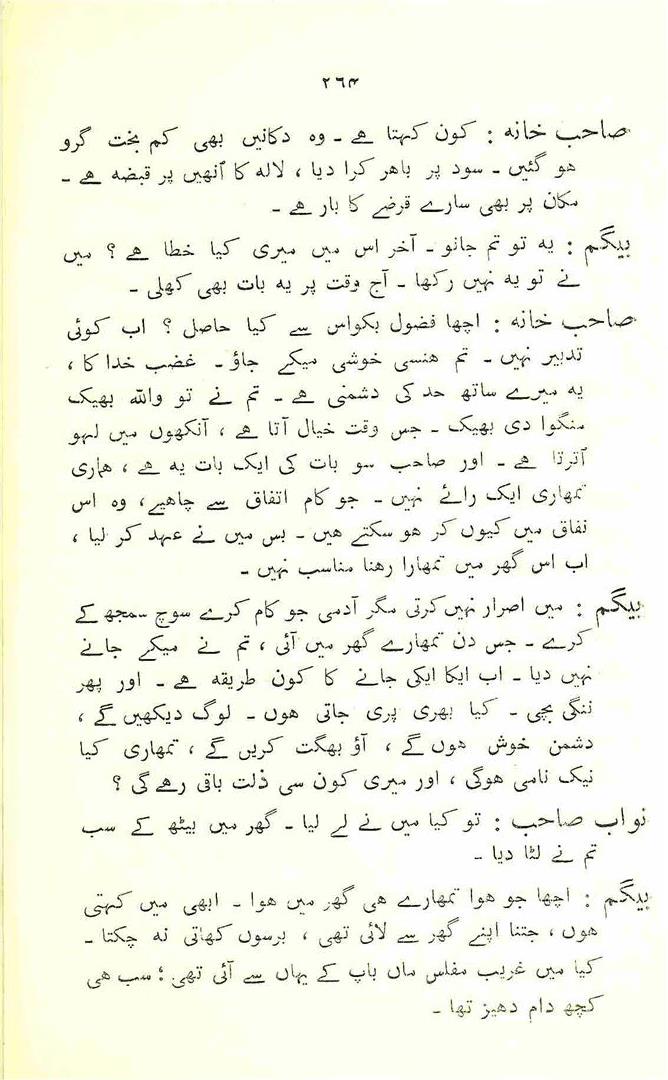 ۲۶۴
صاحب خانه : کون کہتا ہے ۔ وہ دکانیں بھی کم بخت گرو
ہو گئیں ۔ سود پر باہر کرا دیا ، لالہ کا اُنھیں پر قبضہ ہے ۔
مکان پر بھی سارے قرضے کا بار ہے ۔
بیگم : یہ تو تم جانو ۔ آخر اس میں میری کیا خطا ہے ؟ میں
نے تو یہ نہیں رکھا ۔ آج وقت پر یہ بات بھی کھلی ۔
صاحب خانہ : اچھا فضول بکواس سے کیا حاصل ؟ اب کوئی
تدبیر نہیں ۔ تم ہنسی خوشی میکے جاؤ ۔ غضب خدا کا ،
یہ میرے ساتھ حد کی دشمنی ہے ۔ تم نے تو واللہ بھیک
منگوا دی بھیک ۔ جس وقت خیال آتا ہے ، آنکھوں میں لہو
اُترتا ہے ۔ اور صاحب سو بات کی ایک بات یہ ہے ، ہماری
تمھاری ایک رائے نہیں ۔ جو کام اتفاق سے چاہیے، وہ اس
نفاق میں کیوں کر ہو سکتے ہیں ۔ بس میں نے عہد کر لیا ،
اب اس گھر میں تمھارا رہنا مناسب نہیں ۔
بیگم : میں اصرار نہیں کرتی مگر آدمی جو کام کرے سوچ سمجھ کے
کرے ۔ جس دن تمھارے گھر میں آئی ، تم نے میکے جانے
نہیں دیا ۔ اب ایکا ایکی جانے کا کون طریقہ ہے ۔ اور پھر
ننگی بچی ۔ کیا بھری پری جاتی ہوں ۔ لوگ دیکھیں گے ،
دشمن خوش ہوں گے ، آؤ بھگت کریں گے ، تمھاری کیا
نیک نامی ہوگی ، اور میری کون سی ذلت باقی رہے گی ؟
نواب صاحب : تو کیا میں نے لے لیا ۔ گھر میں بیٹھ کے سب
تم نے لٹا دیا ۔
بیگم : اچھا جو ہوا تمھارے ہی گھر میں ہوا ۔ ابھی میں کہتی
ہوں ، جتنا اپنے گھر سے لائی تھی ، برسوں کھاتی نہ چکتا ۔
کیا میں غریب مفلس ماں باپ کے یہاں سے آئی تھی ؛ سب ہی
کچھ دام دہیز تھا ۔